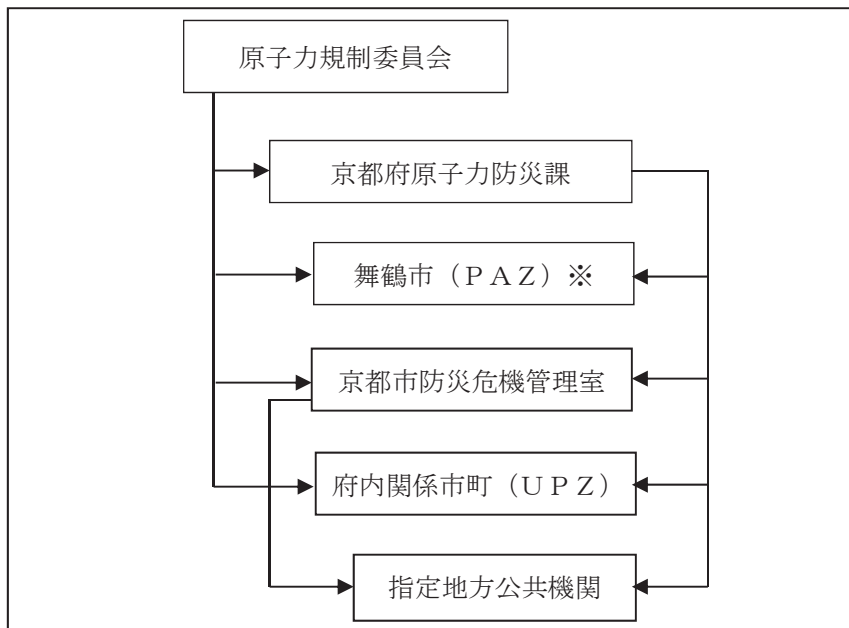 原子力規制委員会
京都府原子力防災課
舞鶴市（ＰＡＺ）※
京都市防災危機管理室
府内関係市町（ＵＰＺ）
指定地方公共機関